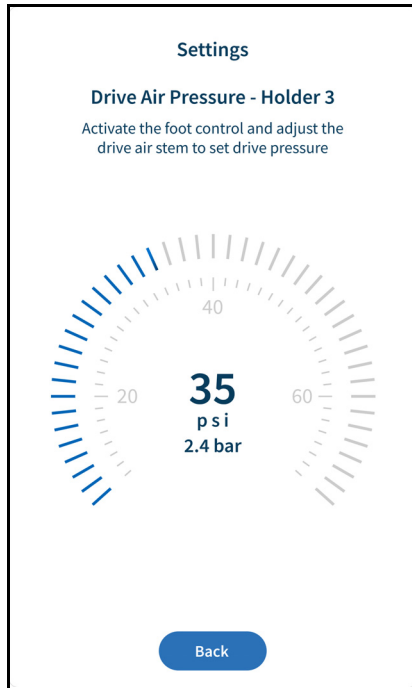 Settings
Drive Air Pressure - Holder 3
Activate the foot control and adjust the
drive air stem to set drive pressure
40
20
35
60
psi
2.4 bar
Back